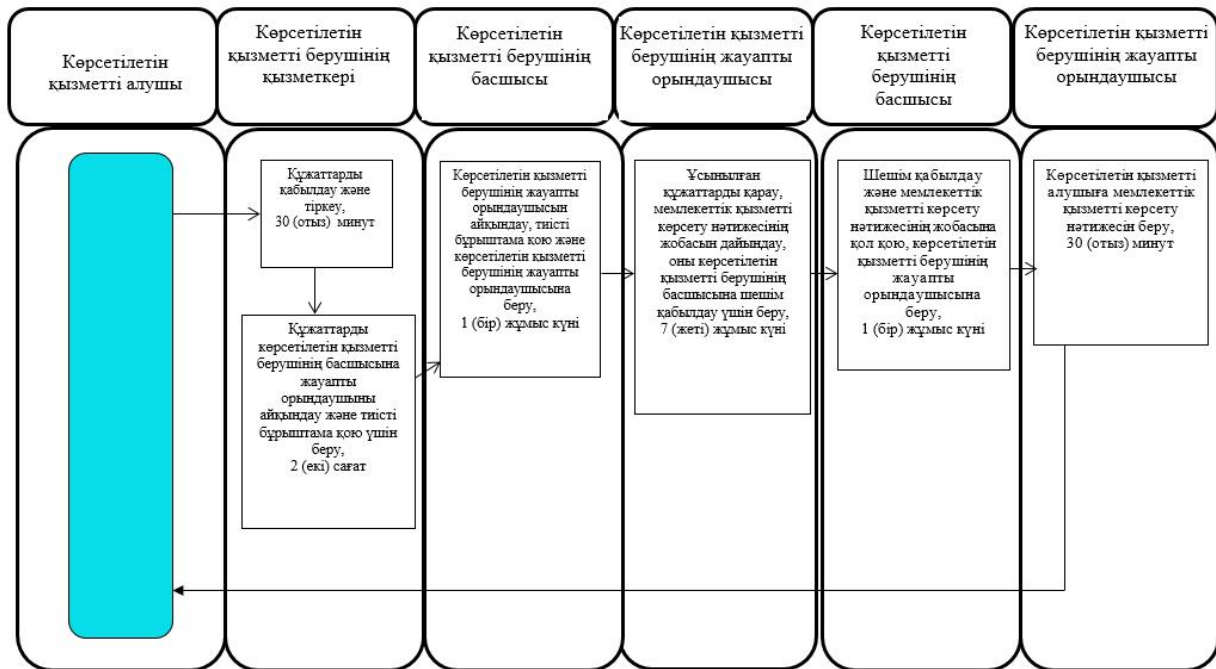 Көрсетілетін
қызметті алушы
Көрсетілетін
қызметті берушінің
қызметкері
Көрсетілетін
қызметті берушінің
басшысы
Көрсетілетін қызметті
берушінің жауапты
орындаушысы
Көрсетілетін
қызметті
берушінің
басшысы
Көрсетілетін қызметті
берушінің жауапты
орындаушысы
Құжаттарды
қабылдау және
тіркеу,
30 (отыз) минут
Құжаттарды
көрсетілетін қызметті
берушінің басшысына
жауапты
орындаушыны
айқындау және тиісті
бұрыштама қою үшін
беру,
2 (екі) сағат
Көрсетілетін қызметті
берушінің жауапты
орындаушысын
айқындау, тиісті
бұрыштама қою және
көрсетілетін қызметті
берушінің жауапты
орындаушысына
беру,
1 (бір) жұмыс күні
Ұсынылған
құжаттарды қарау,
мемлекеттік қызметті
көрсету нәтижесінің
жобасын дайындау,
оны көрсетілетін
қызметті берушінің
басшысына шешім
қабылдау үшін беру,
7 (жеті) жұмыс күні
Шешім қабылдау
және мемлекеттік
қызметті көрсету
нәтижесінің жобасына
қол қою, көрсетілетін
қызметті берушінің
жауапты
орындаушысына
беру,
1 (бір) жұмыс күні
Көрсетілетін қызметті
алушыға мемлекеттік
қызметті көрсету
нәтижесін беру,
30 (отыз) минут